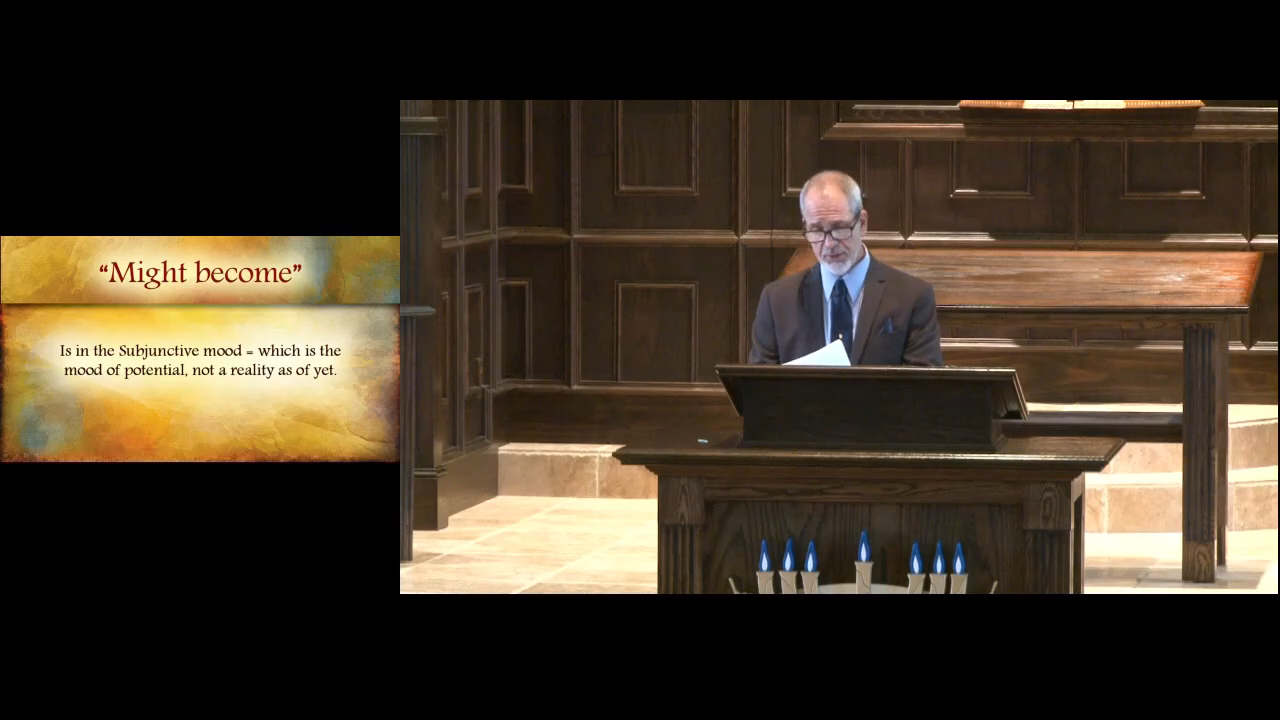 “Might become”
Is in the Subjunctive mood = which is the
mood of potential, not a reality as of yet.